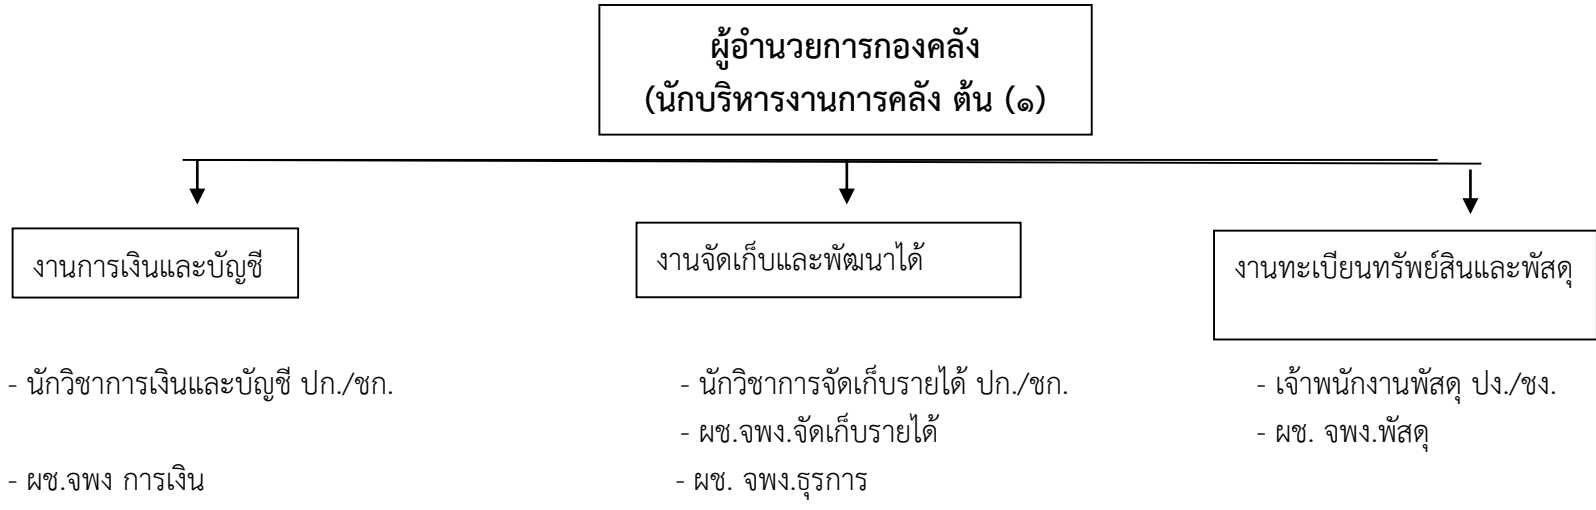 ผู้อำนวยการกองคลัง
(นักบริหารงานการคลัง ต้น (๑)
งานการเงินและบัญชี
งานจัดเก็บและพัฒนาได้
งานทะเบียนทรัพย์สินและพัสดุ
- นักวิชาการเงินและบัญชี ปก./ชก.
- ผช.จพง การเงิน
- นักวิชาการจัดเก็บรายได้ ปก./ชก.
- ผช.จพง.จัดเก็บรายได้
- ผช. จพง.ธุรการ
- เจ้าพนักงานพัสดุ ปง./ชง.
- ผช. จพง.พัสดุ